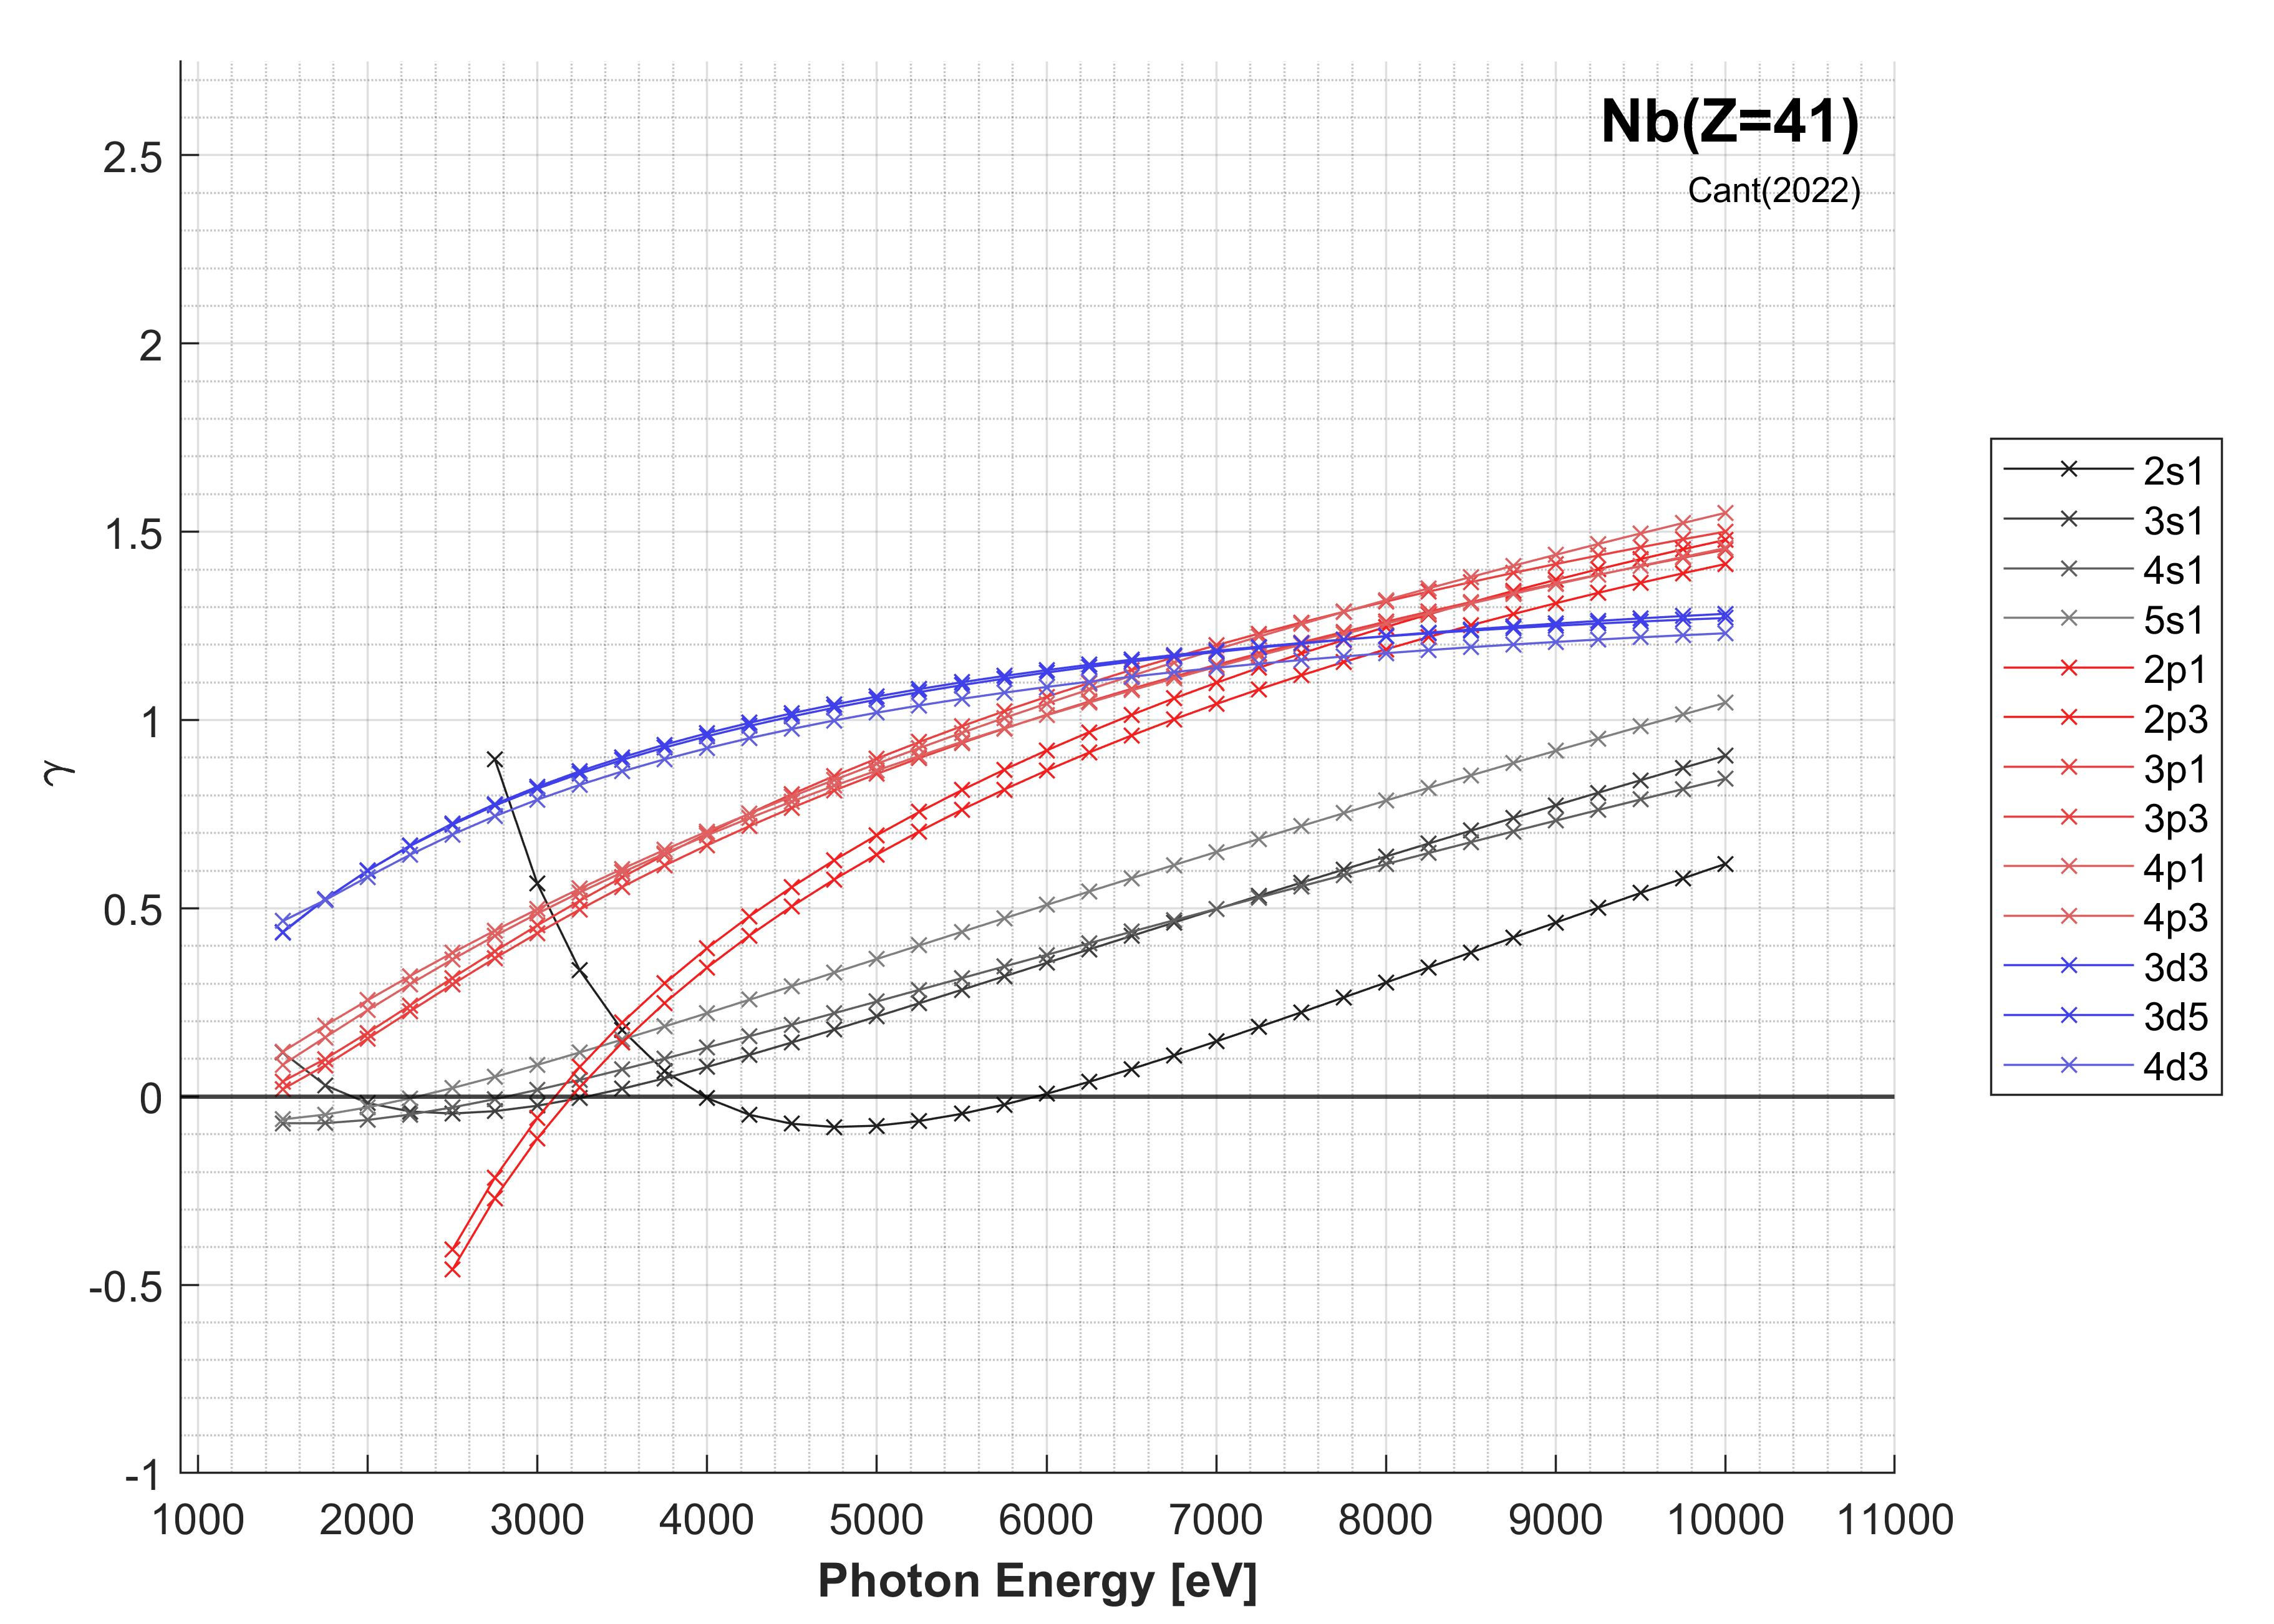 Nb(Z=41)
Cant(2022)
2.5
2
1.5
1
0.5
0
-0.5
-1
γ
1000 2000 3000 4000 5000 6000 7000 8000 9000 10000 11000
Photon Energy [eV]
2s1
3s1
4s1
5s1
2p1
2p3
3p1
3p3
4p1
4p3
3d3
3d5
4d3